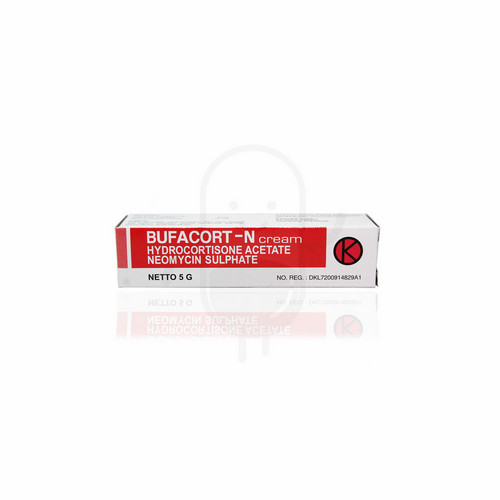 BUFACORT-N cream
HYDROCORTISONE ACETATE
NEOMYCIN SULPHATE
NETTO 5 G
NO. REG. : DKL7200914829A1
K